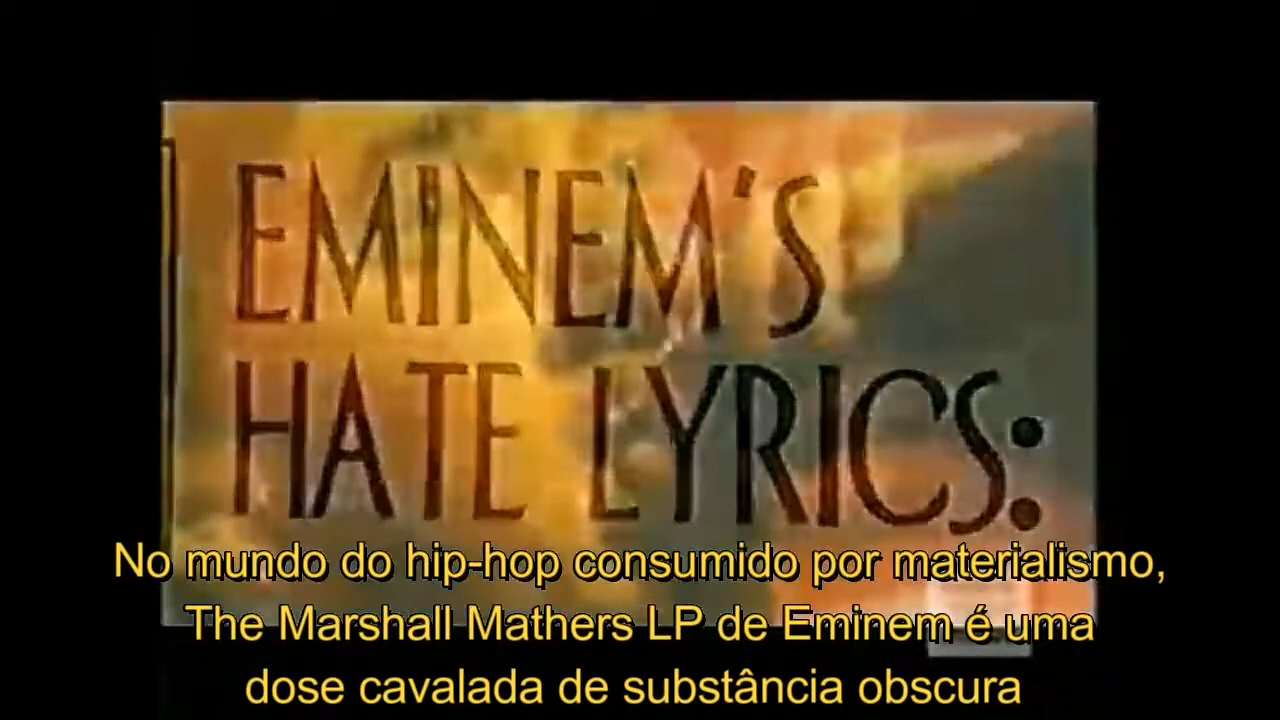 EMINEM'S
HATE LYRICS:
No mundo do hip-hop consumido por materialismo,
The Marshall Mathers LP de Eminem é uma
dose cavalada de substância obscura